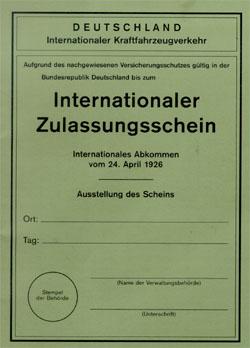 DEUTSCHLAND
Internationaler Kraftfahrzeugverkehr
Aufgrund des nachgewiesenen Versicherungsschutzes gültig in der
Bundesrepublik Deutschland bis zum
Internationaler
Zulassungsschein
Internationales Abkommen
vom 24. April 1926
Ausstellung des Scheins
Ort:
Tag:
(Name der Verwaltungsbehörde)
Stempel
der Behörde
(Unterschrift)